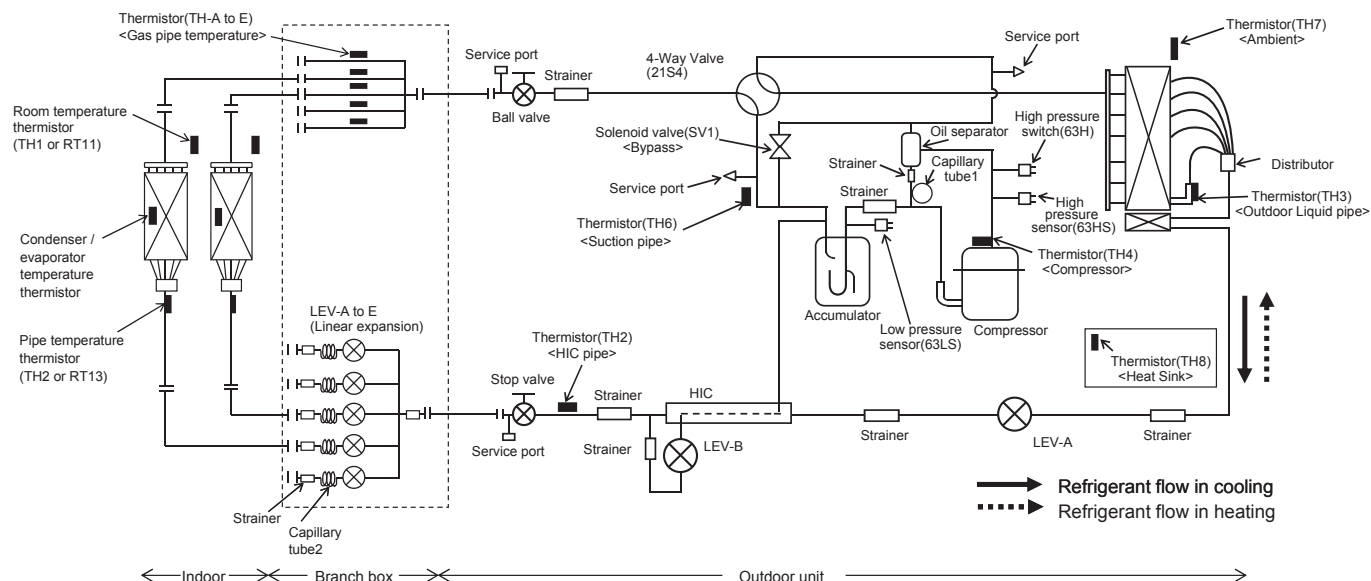 Thermistor(TH-A to E)
<Gas pipe temperature>
Service port
Strainer
Ball valve
4-Way Valve
(21S4)
Service port
Thermistor(TH7)
<Ambient>
Room temperature
thermistor
(TH1 or RT11)
Solenoid valve(SV1)
<Bypass>
Oil separator
High pressure
switch(63H)
Strainer
Capillary
tube1
Distributor
Service port
Strainer
High
pressure
sensor(63HS)
Thermistor(TH3)
<Outdoor Liquid pipe>
Thermistor(TH6)
<Suction pipe>
Condenser /
evaporator
temperature
thermistor
Thermistor(TH4)
<Compressor>
Accumulator
Low pressure
sensor(63LS)
Compressor
LEV-A to E
(Linear expansion)
Pipe temperature
thermistor
(TH2 or RT13)
Thermistor(TH2)
<HIC pipe>
Thermistor(TH8)
<Heat Sink>
Stop valve
Strainer
HIC
Service port
Strainer
LEV-B
Strainer
LEV-A
Strainer
Strainer
Capillary
tube2
Refrigerant flow in cooling
Refrigerant flow in heating
Indoor
Branch box
Outdoor unit